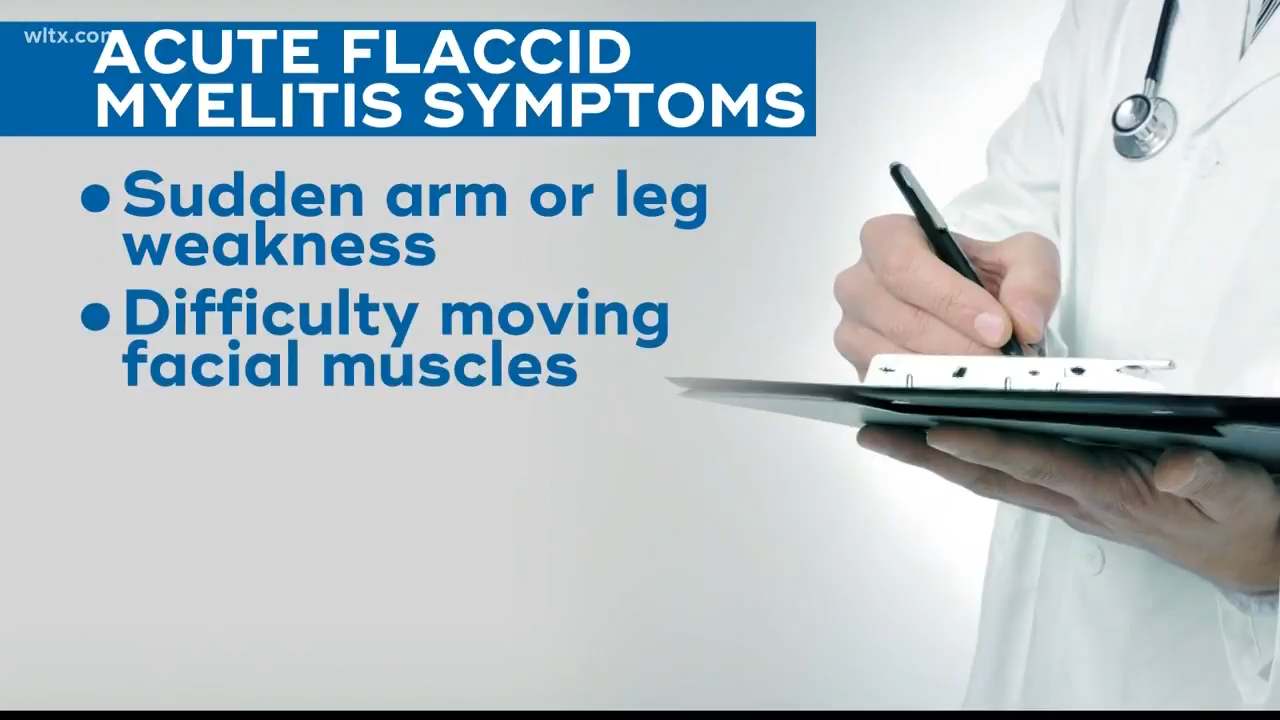 wltx.com
ACUTE FLACCID
MYELITIS SYMPTOMS
• Sudden arm or leg
weakness
• Difficulty moving
facial muscles